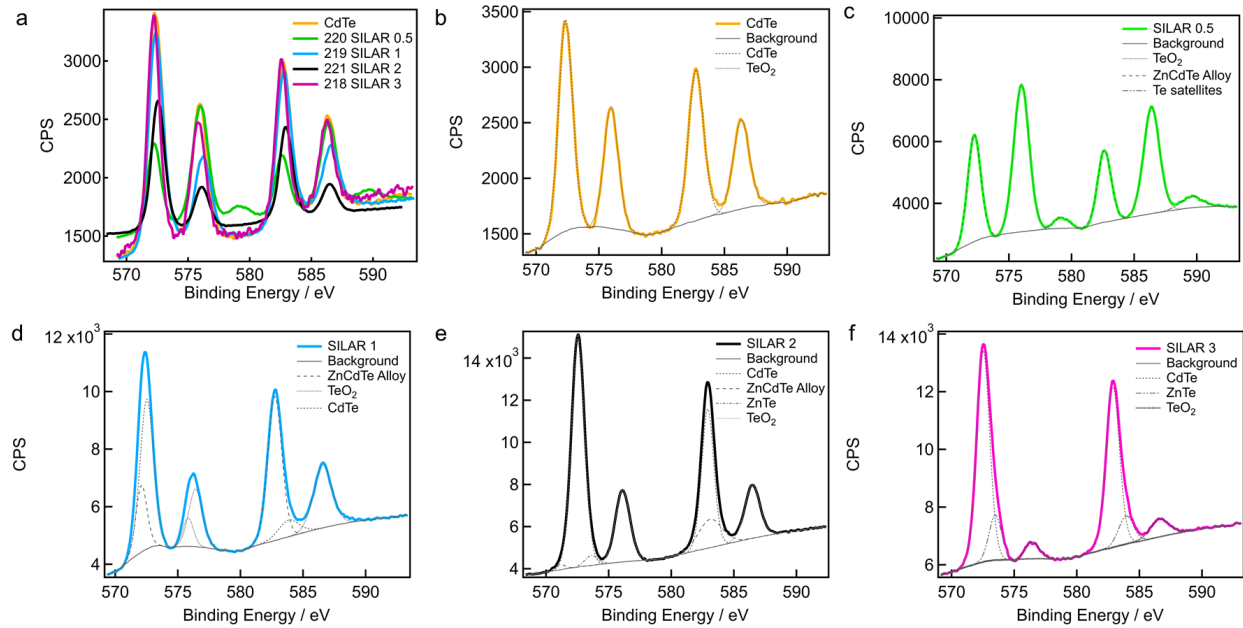 a
CdTe
220 SILAR 0.5
219 SILAR 1
221 SILAR 2
218 SILAR 3
3000
2500
2000
1500
CPS
570 575 580 585 590
Binding Energy / eV
b
CdTe
Background
CdTe
TeO₂
3500
3000
2500
2000
1500
CPS
570 575 580 585 590
Binding Energy / eV
c
SILAR 0.5
Background
TeO₂
ZnCdTe Alloy
Te satellites
10000
8000
6000
4000
CPS
570 575 580 585 590
Binding Energy / eV
d
SILAR 1
Background
ZnCdTe Alloy
TeO₂
CdTe
12 x10³
10
8
6
4
CPS
570 575 580 585 590
Binding Energy / eV
e
SILAR 2
Background
CdTe
ZnCdTe Alloy
ZnTe
TeO₂
14 x10³
12
10
8
6
4
CPS
570 575 580 585 590
Binding Energy / eV
f
SILAR 3
Background
CdTe
ZnTe
TeO₂
14 x10³
12
10
8
6
CPS
570 575 580 585 590
Binding Energy / eV